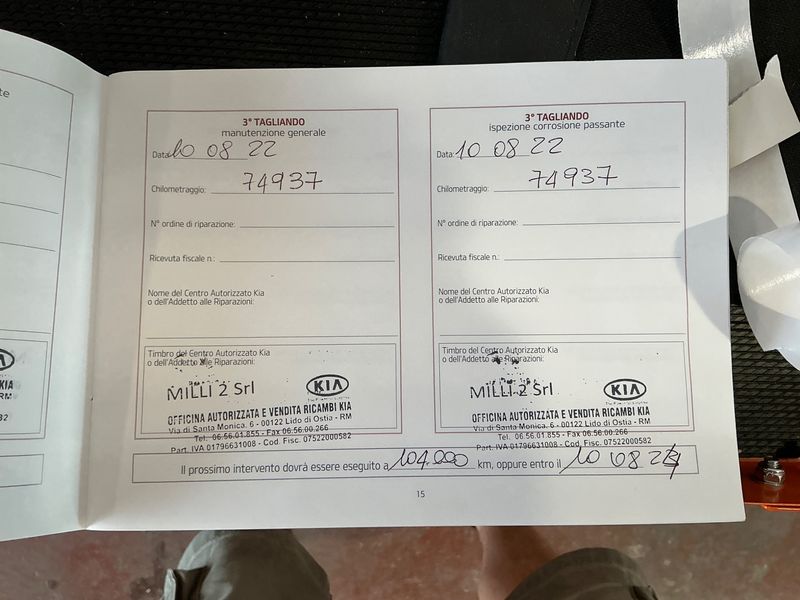 3° TAGLIANDO
manutenzione generale
Data: 10 08 22
Chilometraggio: 74937
N° ordine di riparazione:
Ricevuta fiscale n.:
Nome del Centro Autorizzato Kia
o dell'Addetto alle Riparazioni:
Timbro del Centro Autorizzato Kia
o dell'Addetto alle Riparazioni:
MILLI 2 Srl KIA
OFFICINA AUTORIZZATA E VENDITA RICAMBI KIA
Via di Santa Monica. 6 - 00122 Lido di Ostia - RM
Tel. 06.56.01.855 - Fax 06.56.00.266
Part. IVA 01796631008 - Cod. Fisc. 07522000582
3° TAGLIANDO
ispezione corrosione passante
Data: 10 08 22
Chilometraggio: 74937
N° ordine di riparazione:
Ricevuta fiscale n.:
Nome del Centro Autorizzato Kia
o dell'Addetto alle Riparazioni:
Timbro del Centro Autorizzato Kia
o dell'Addetto alle Riparazioni:
MILLI 2 Srl KIA
OFFICINA AUTORIZZATA E VENDITA RICAMBI KIA
Via di Santa Monica. 6 - 00122 Lido di Ostia - RM
Tel. 06.56.01.855 - Fax 06.56.00.266
Part. IVA 01796631008 - Cod. Fisc. 07522000582
Il prossimo intervento dovrà essere eseguito a 104.000 km, oppure entro il 10 08 24
15